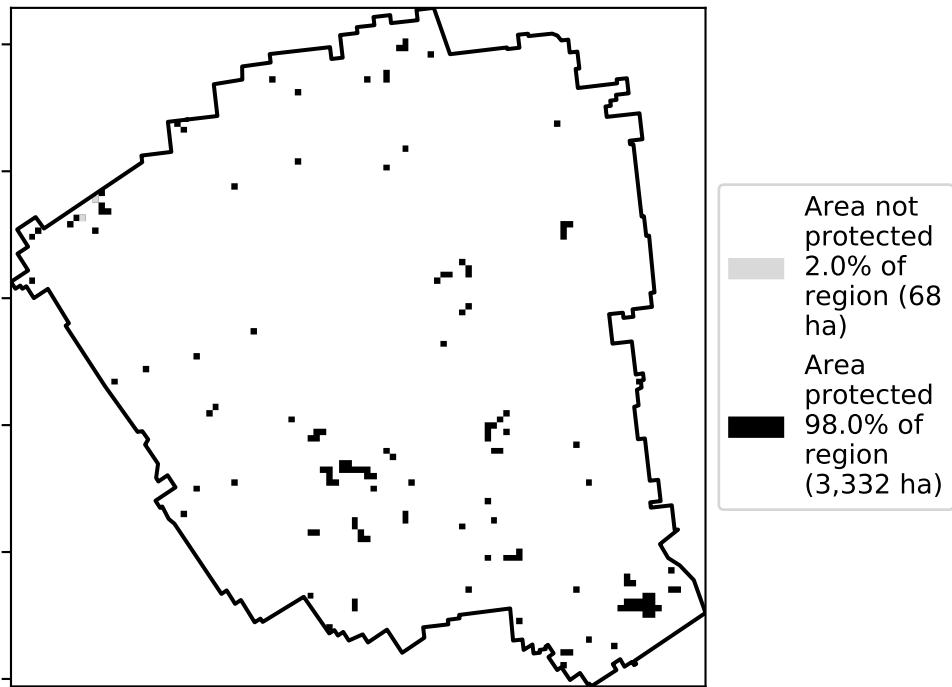 Area not
protected
2.0% of
region (68
ha)
Area
protected
98.0% of
region
(3,332 ha)